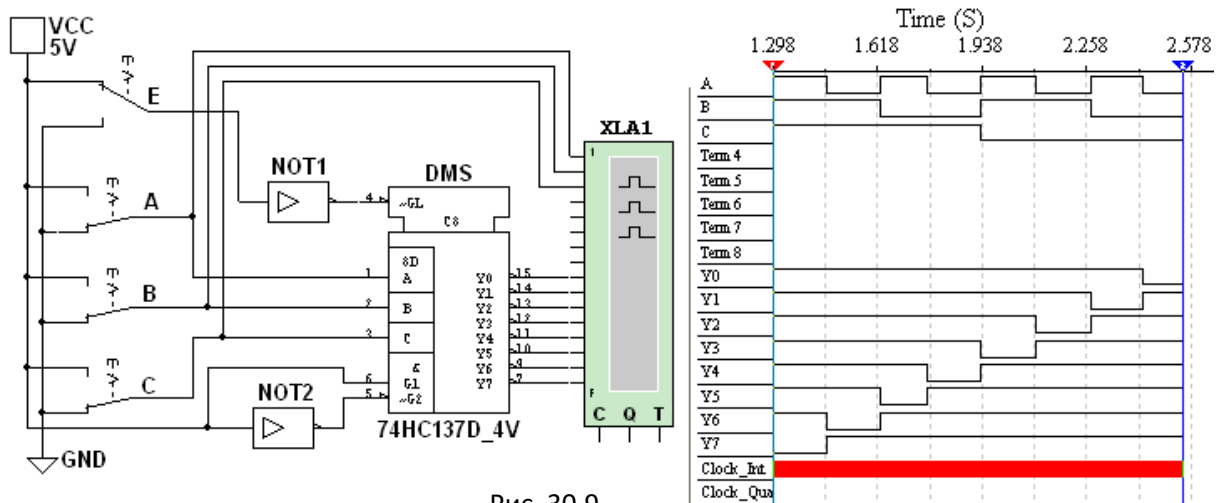 VCC
5V
E
E
A
E
B
E
C
E
GND
NOT1
NOT2
DMS
4
~GL
C8
8D
1
A
2
B
3
C
&
6
G1
5
~G2
Y0
15
Y1
14
Y2
13
Y3
12
Y4
11
Y5
10
Y6
9
Y7
7
74HC137D_4V
XLA1
1
F
C Q T
Time (S)
1.298 1.618 1.938 2.258 2.578
A
B
C
Term 4
Term 5
Term 6
Term 7
Term 8
Y0
Y1
Y2
Y3
Y4
Y5
Y6
Y7
Clock_Int
Clock_Qua